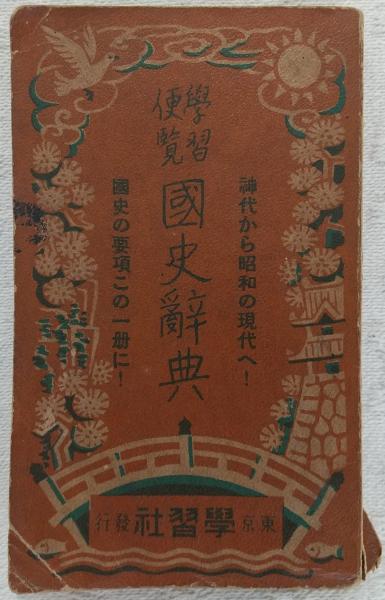 神代から昭和の現代へ！
學習
便覽
國史辭典
國史の要項この一册に！
東京 學習社 發行